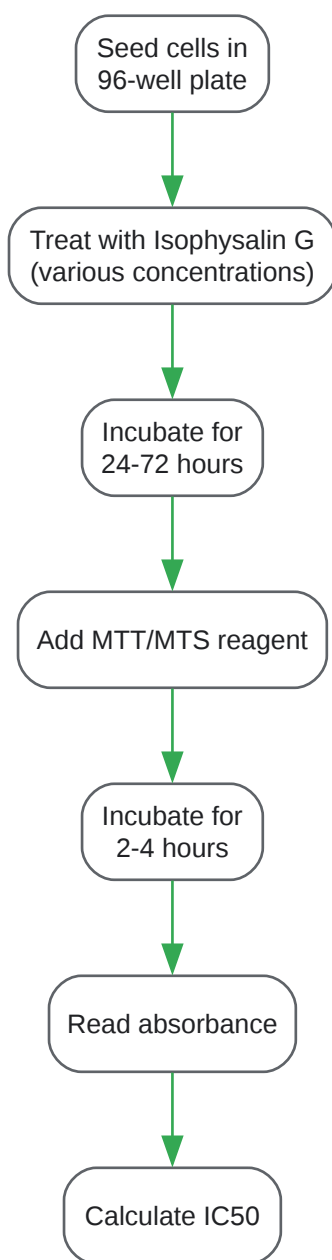 Seed cells in
96-well plate
Treat with Isophysalin G
(various concentrations)
Incubate for
24-72 hours
Add MTT/MTS reagent
Incubate for
2-4 hours
Read absorbance
Calculate IC50